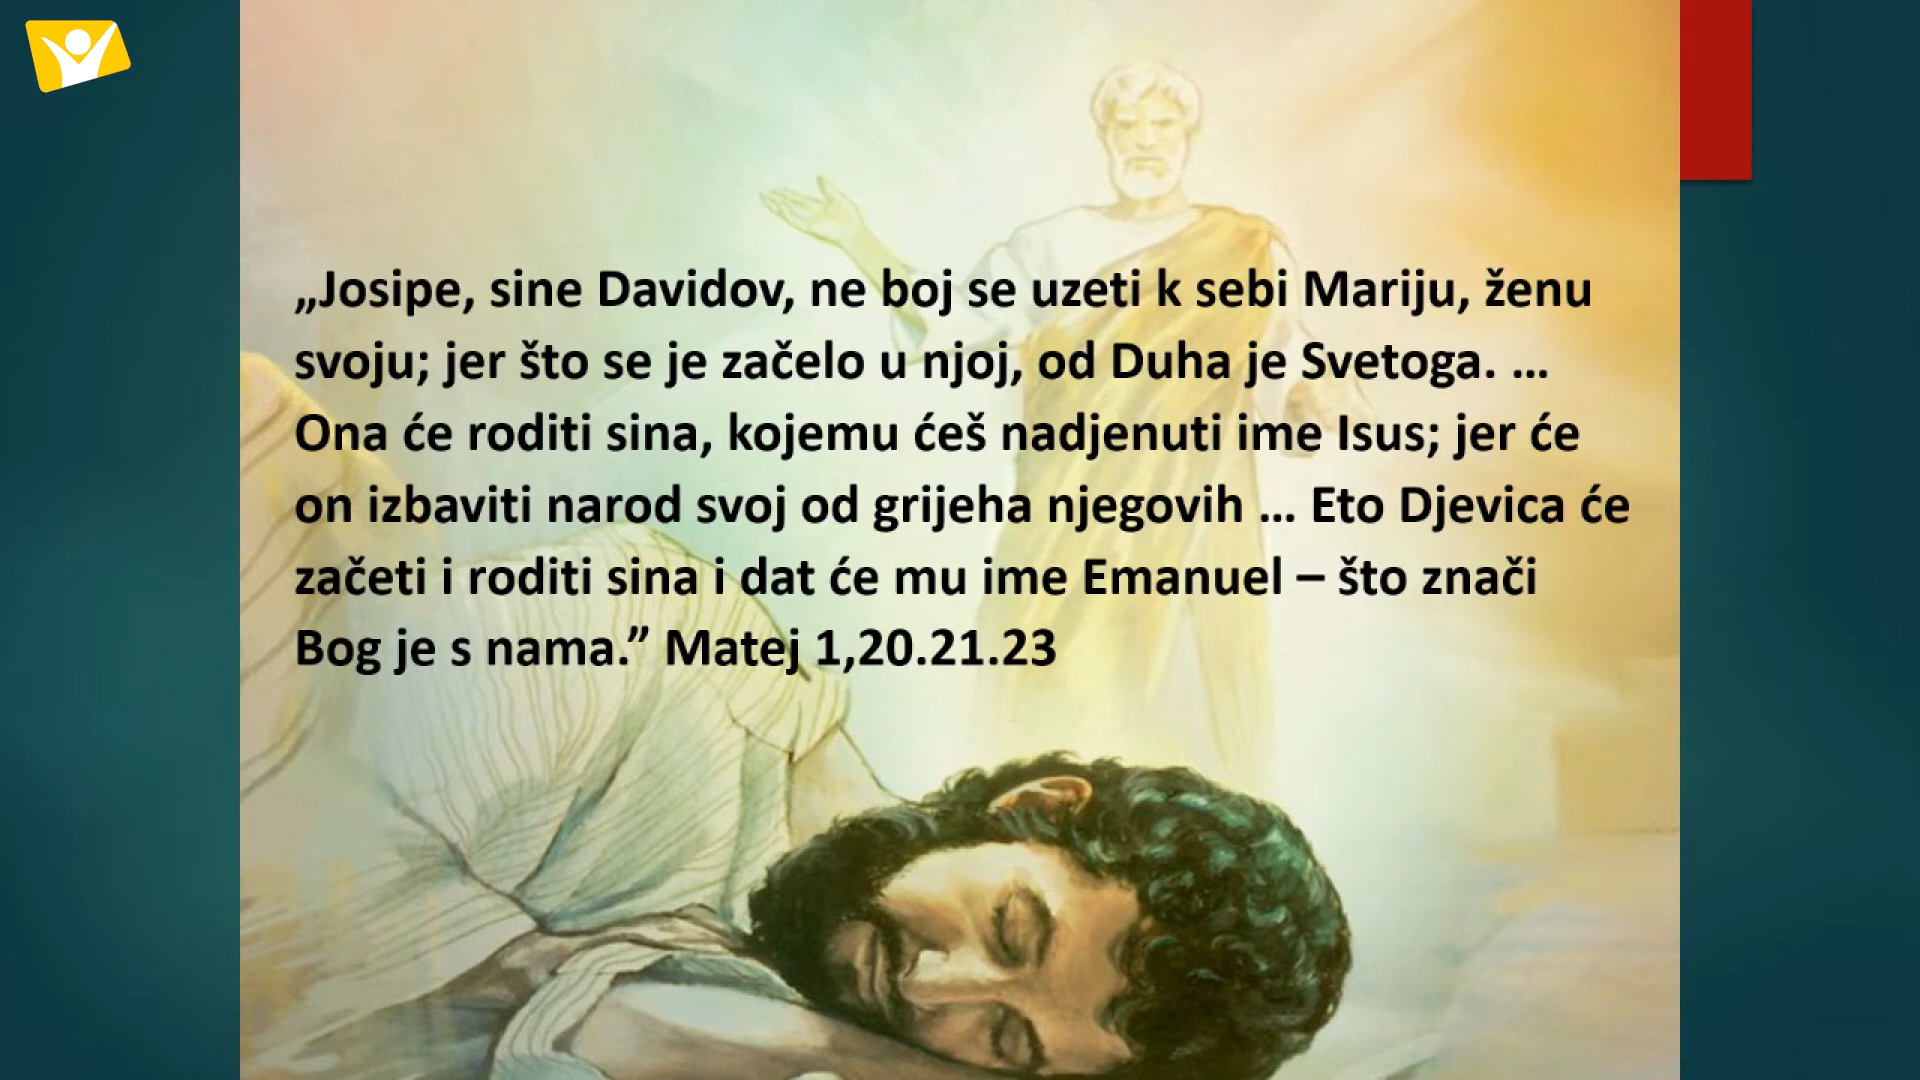 „Josipe, sine Davidov, ne boj se uzeti k sebi Mariju, ženu
svoju; jer što se je začelo u njoj, od Duha je Svetoga. …
Ona će roditi sina, kojemu ćeš nadjenuti ime Isus; jer će
on izbaviti narod svoj od grijeha njegovih … Eto Djevica će
začeti i roditi sina i dat će mu ime Emanuel – što znači
Bog je s nama.” Matej 1,20.21.23